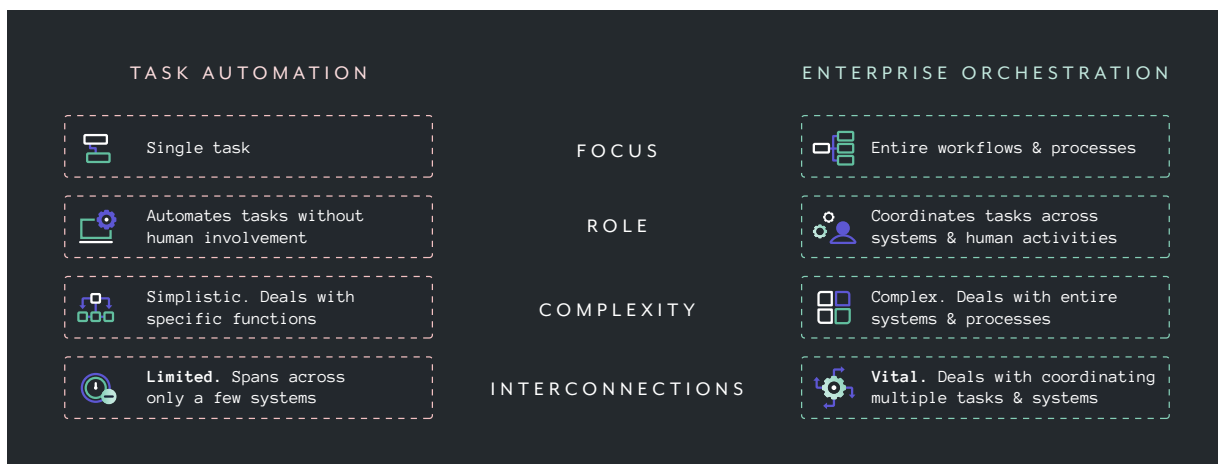 TASK AUTOMATION
ENTERPRISE ORCHESTRATION
Single task
FOCUS
Entire workflows & processes
Automates tasks without
human involvement
ROLE
Coordinates tasks across
systems & human activities
Simplistic. Deals with
specific functions
COMPLEXITY
Complex. Deals with entire
systems & processes
Limited. Spans across
only a few systems
INTERCONNECTIONS
Vital. Deals with coordinating
multiple tasks & systems